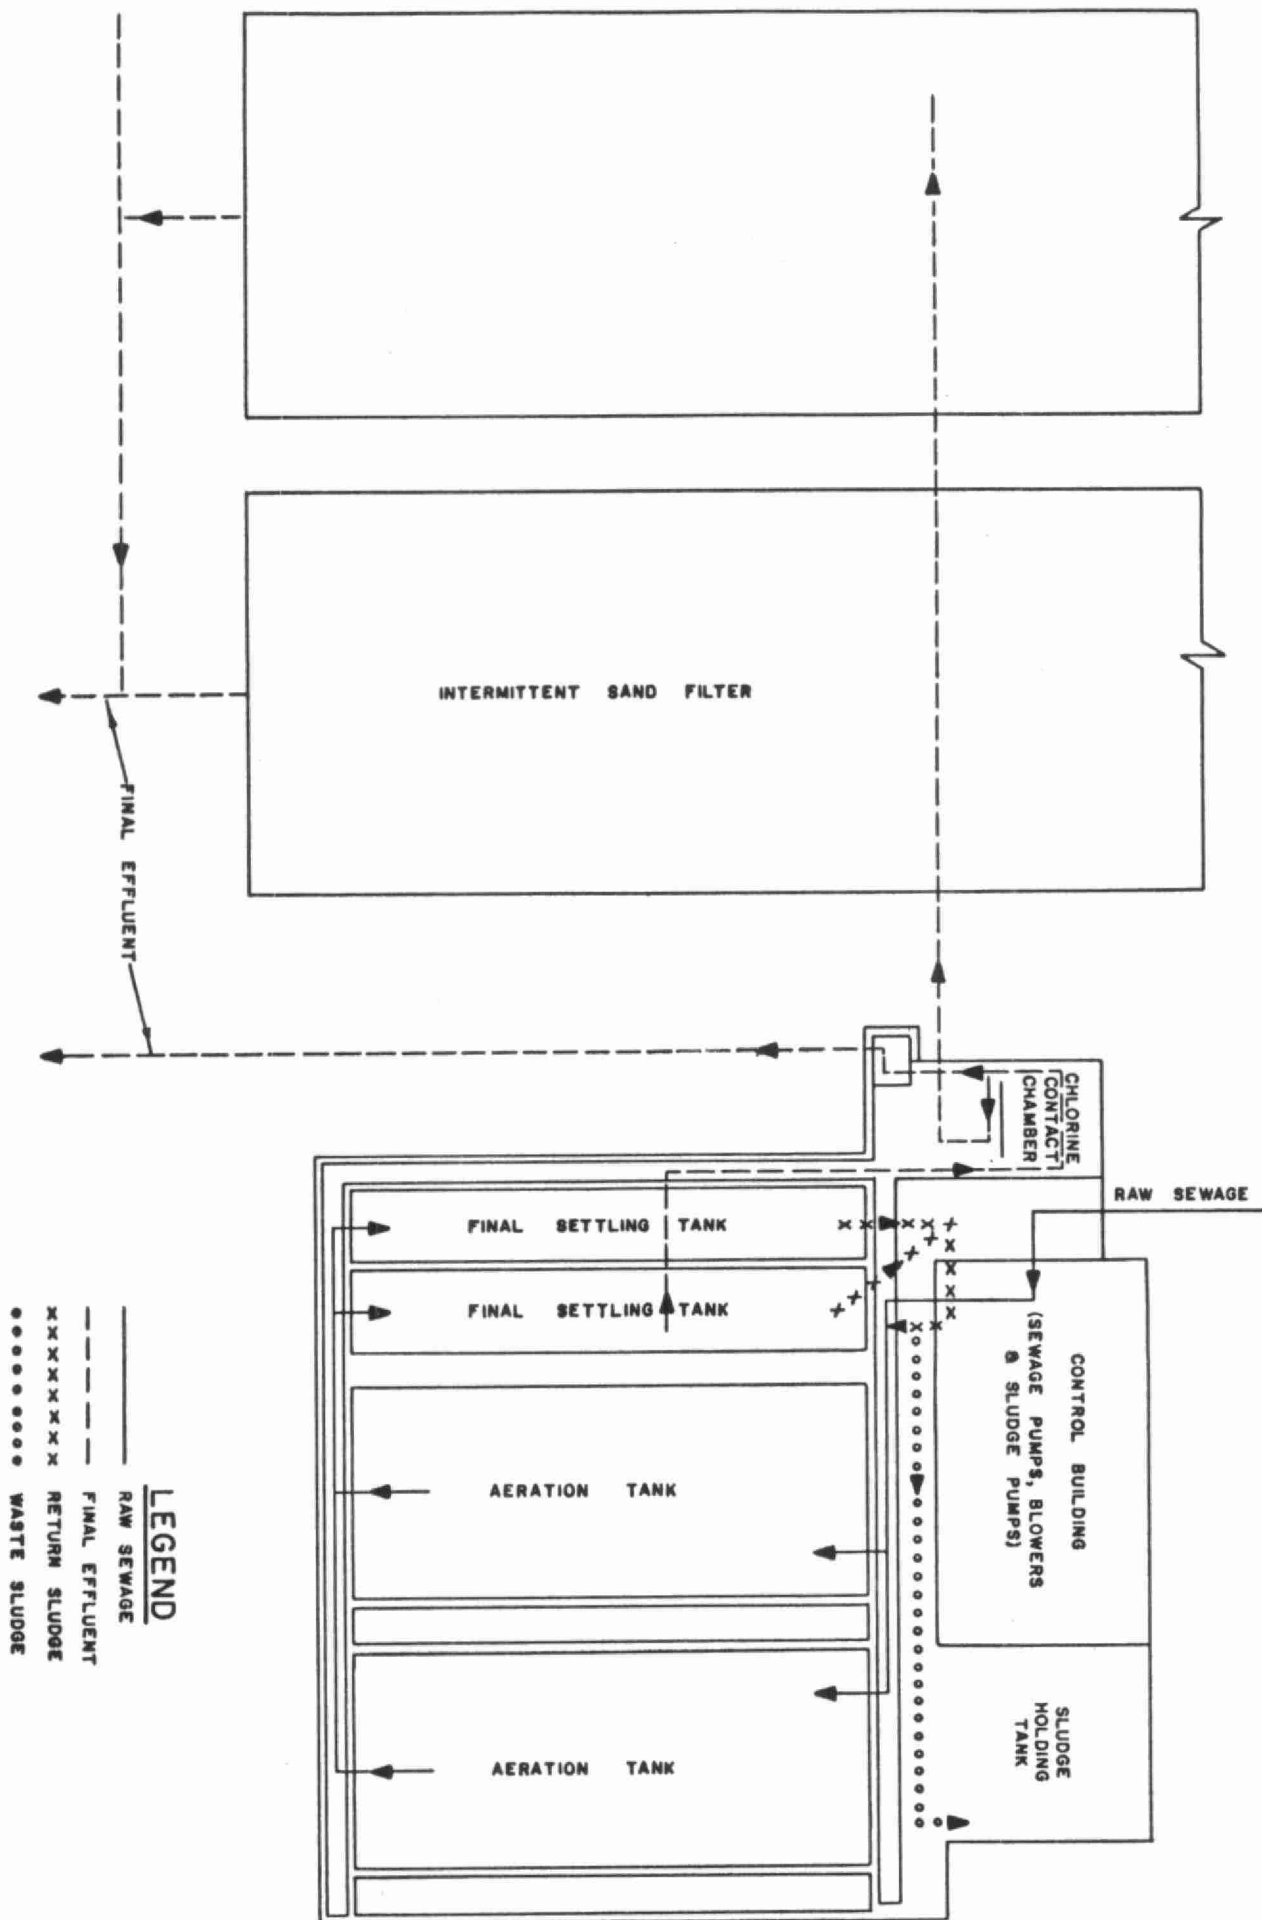 INTERMITTENT SAND FILTER
FINAL EFFLUENT
CHLORINE
CONTACT
CHAMBER
RAW SEWAGE
FINAL SETTLING TANK
FINAL SETTLING TANK
CONTROL BUILDING
(SEWAGE PUMPS, BLOWERS
& SLUDGE PUMPS)
AERATION TANK
SLUDGE
HOLDING
TANK
AERATION TANK
LEGEND
RAW SEWAGE
FINAL EFFLUENT
RETURN SLUDGE
WASTE SLUDGE